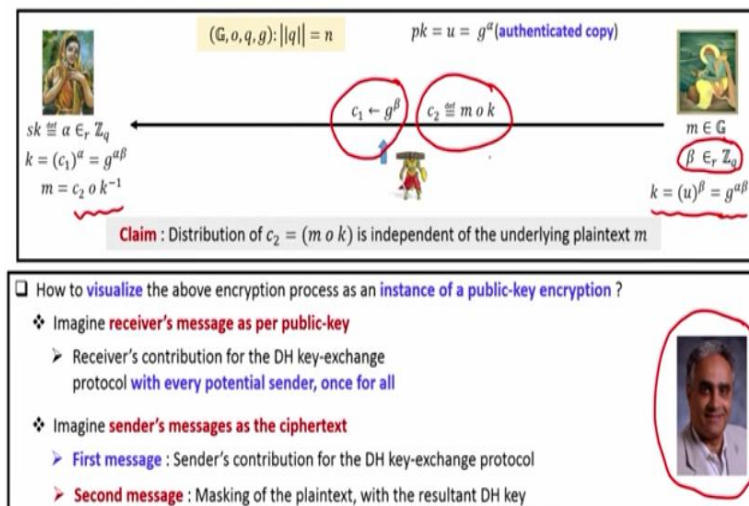 (𝔾, o, q, g): ||q|| = n
pk = u = g^α (authenticated copy)
c₁ ← g^β
c₂ ≝ m o k
sk ≝ α ∈ᵣ ℤ_q
k = (c₁)^α = g^αβ
m = c₂ o k⁻¹
m ∈ 𝔾
β ∈ᵣ ℤ_q
k = (u)^β = g^αβ
Claim : Distribution of c₂ = (m o k) is independent of the underlying plaintext m
❑ How to visualize the above encryption process as an instance of a public-key encryption ?
❖ Imagine receiver's message as per public-key
➢ Receiver's contribution for the DH key-exchange
protocol with every potential sender, once for all
❖ Imagine sender's messages as the ciphertext
➢ First message : Sender's contribution for the DH key-exchange protocol
➢ Second message : Masking of the plaintext, with the resultant DH key